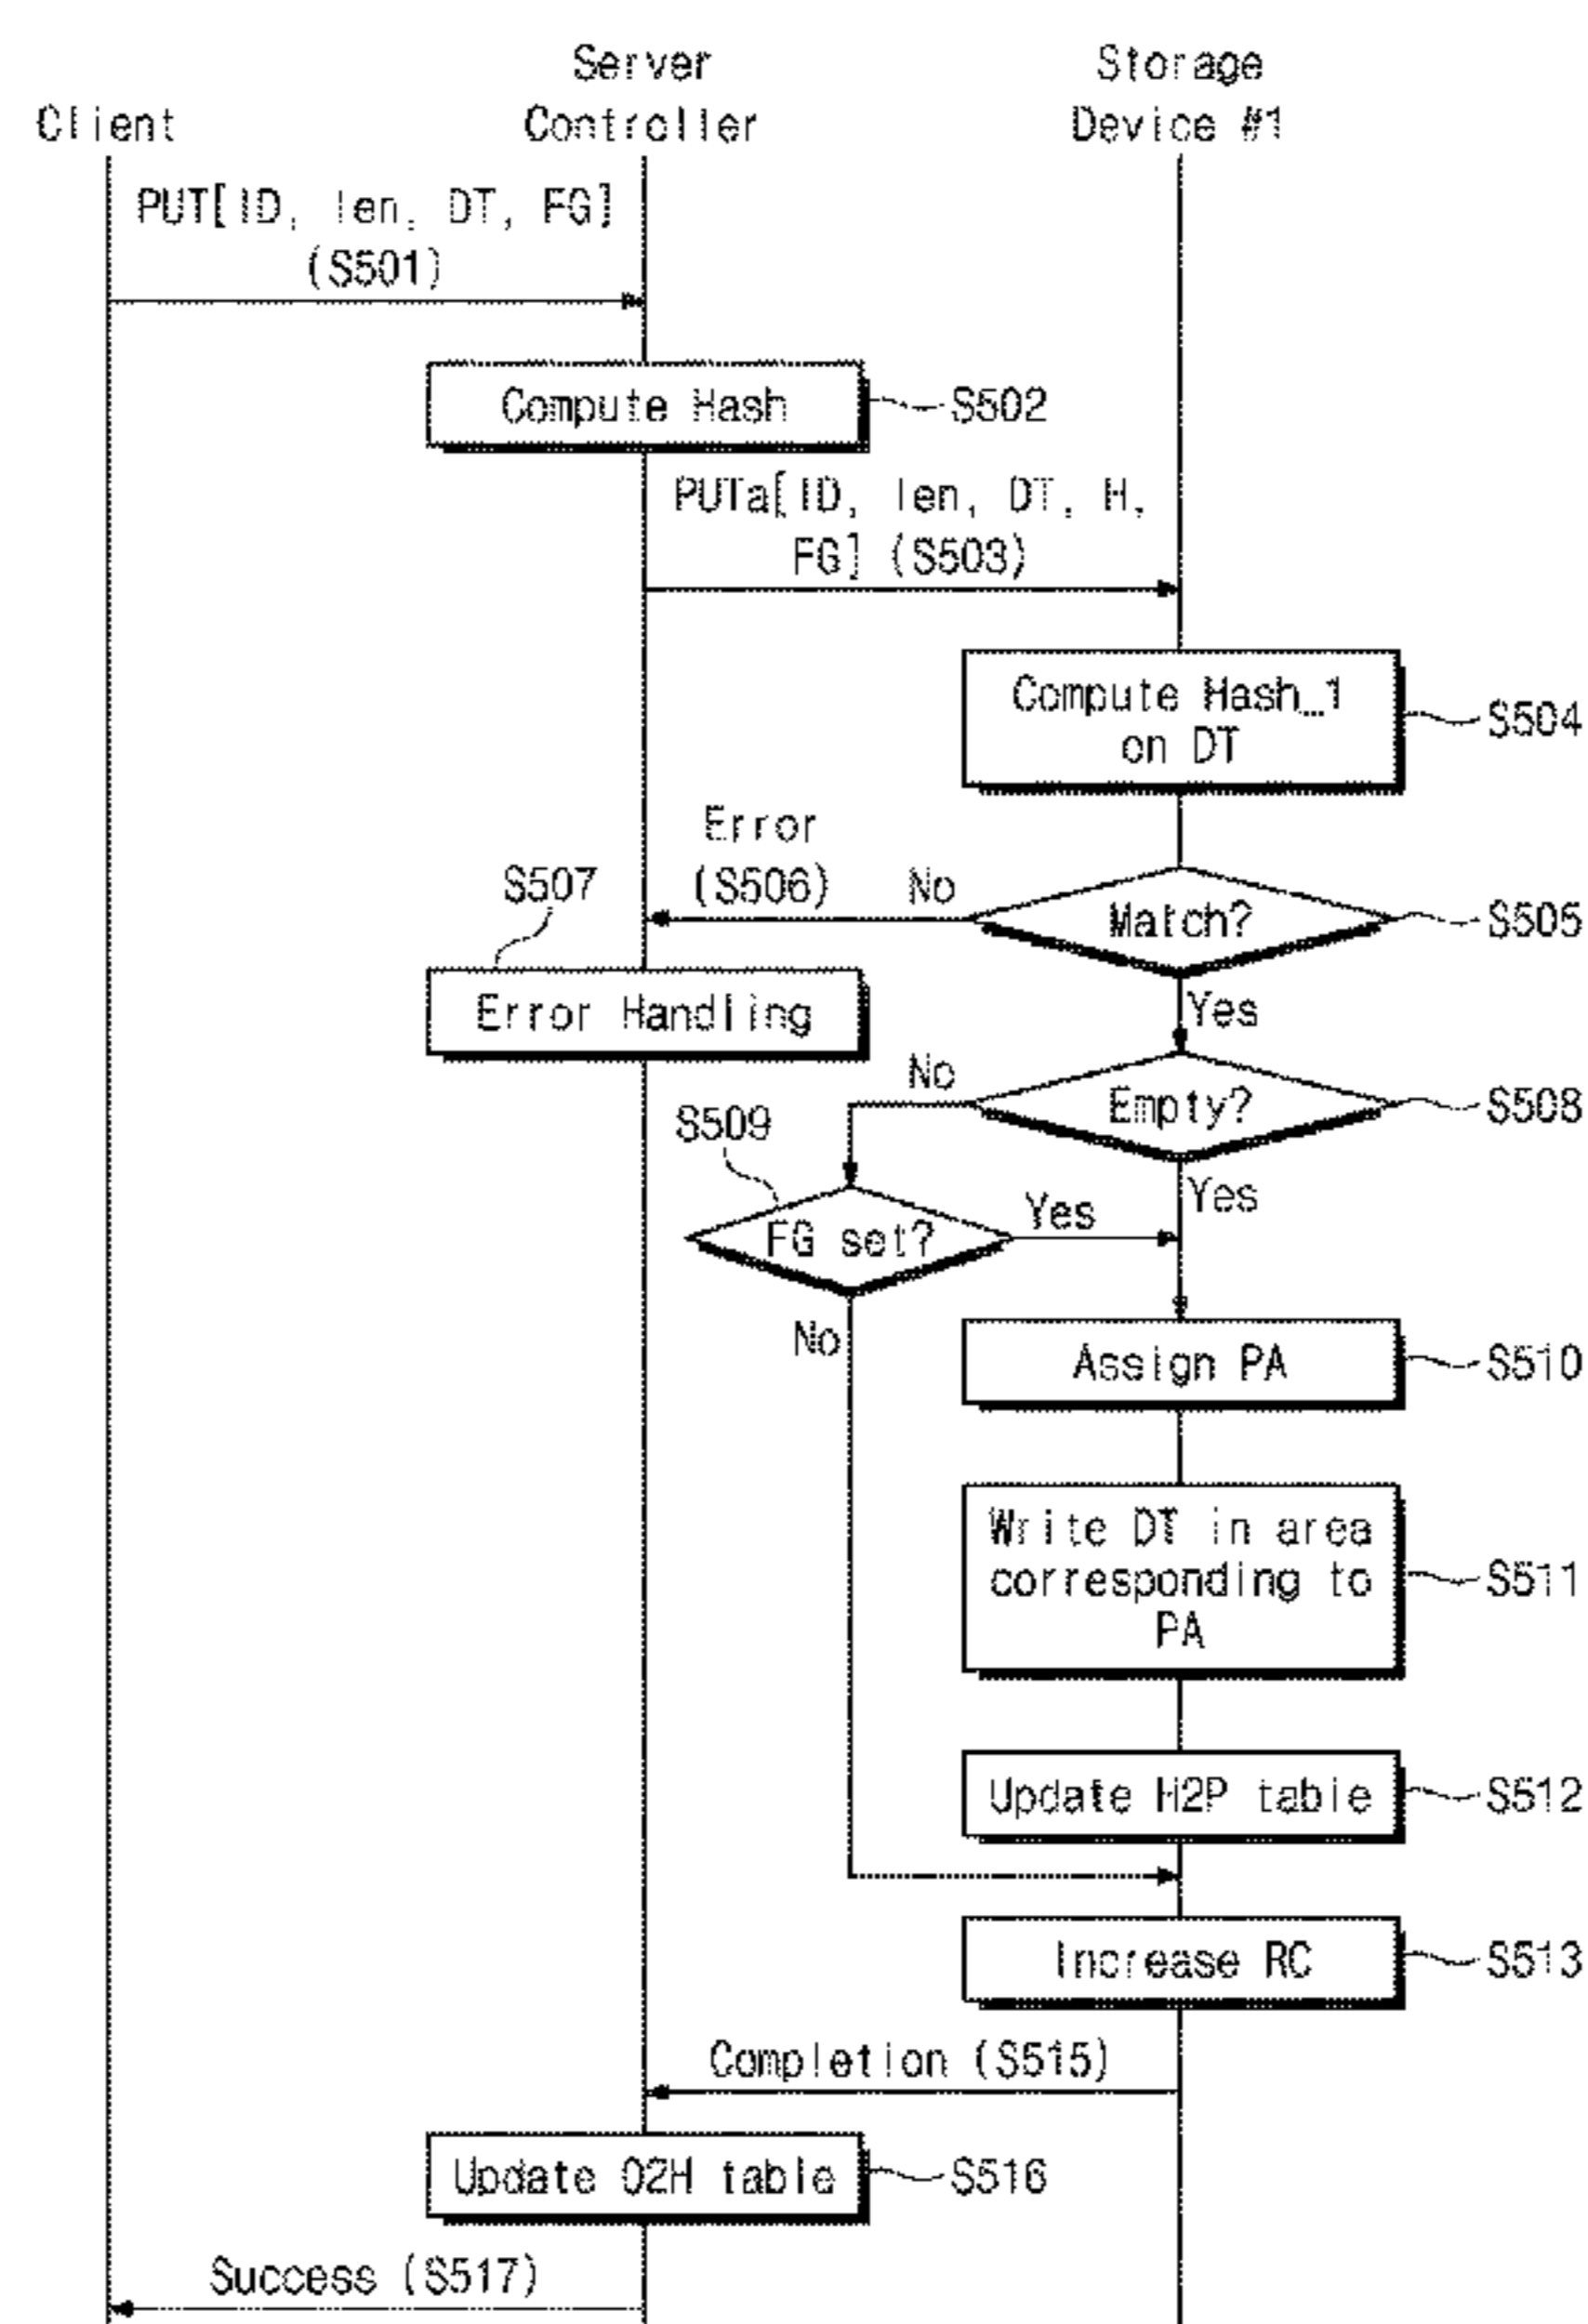 Client
Server
Controller
Storage
Device #1
PUT[ID, len, DT, FG]
(S501)
Compute Hash
S502
PUTa[ID, len, DT, H,
FG] (S503)
Compute Hash_1
on DT
S504
Error
(S506)
No
Match?
S505
S507
Error Handling
Yes
No
Empty?
S508
S509
FG set?
Yes
Yes
No
Assign PA
S510
Write DT in area
corresponding to
PA
S511
Update H2P table
S512
Increase RC
S513
Completion (S515)
Update O2H table
S516
Success (S517)